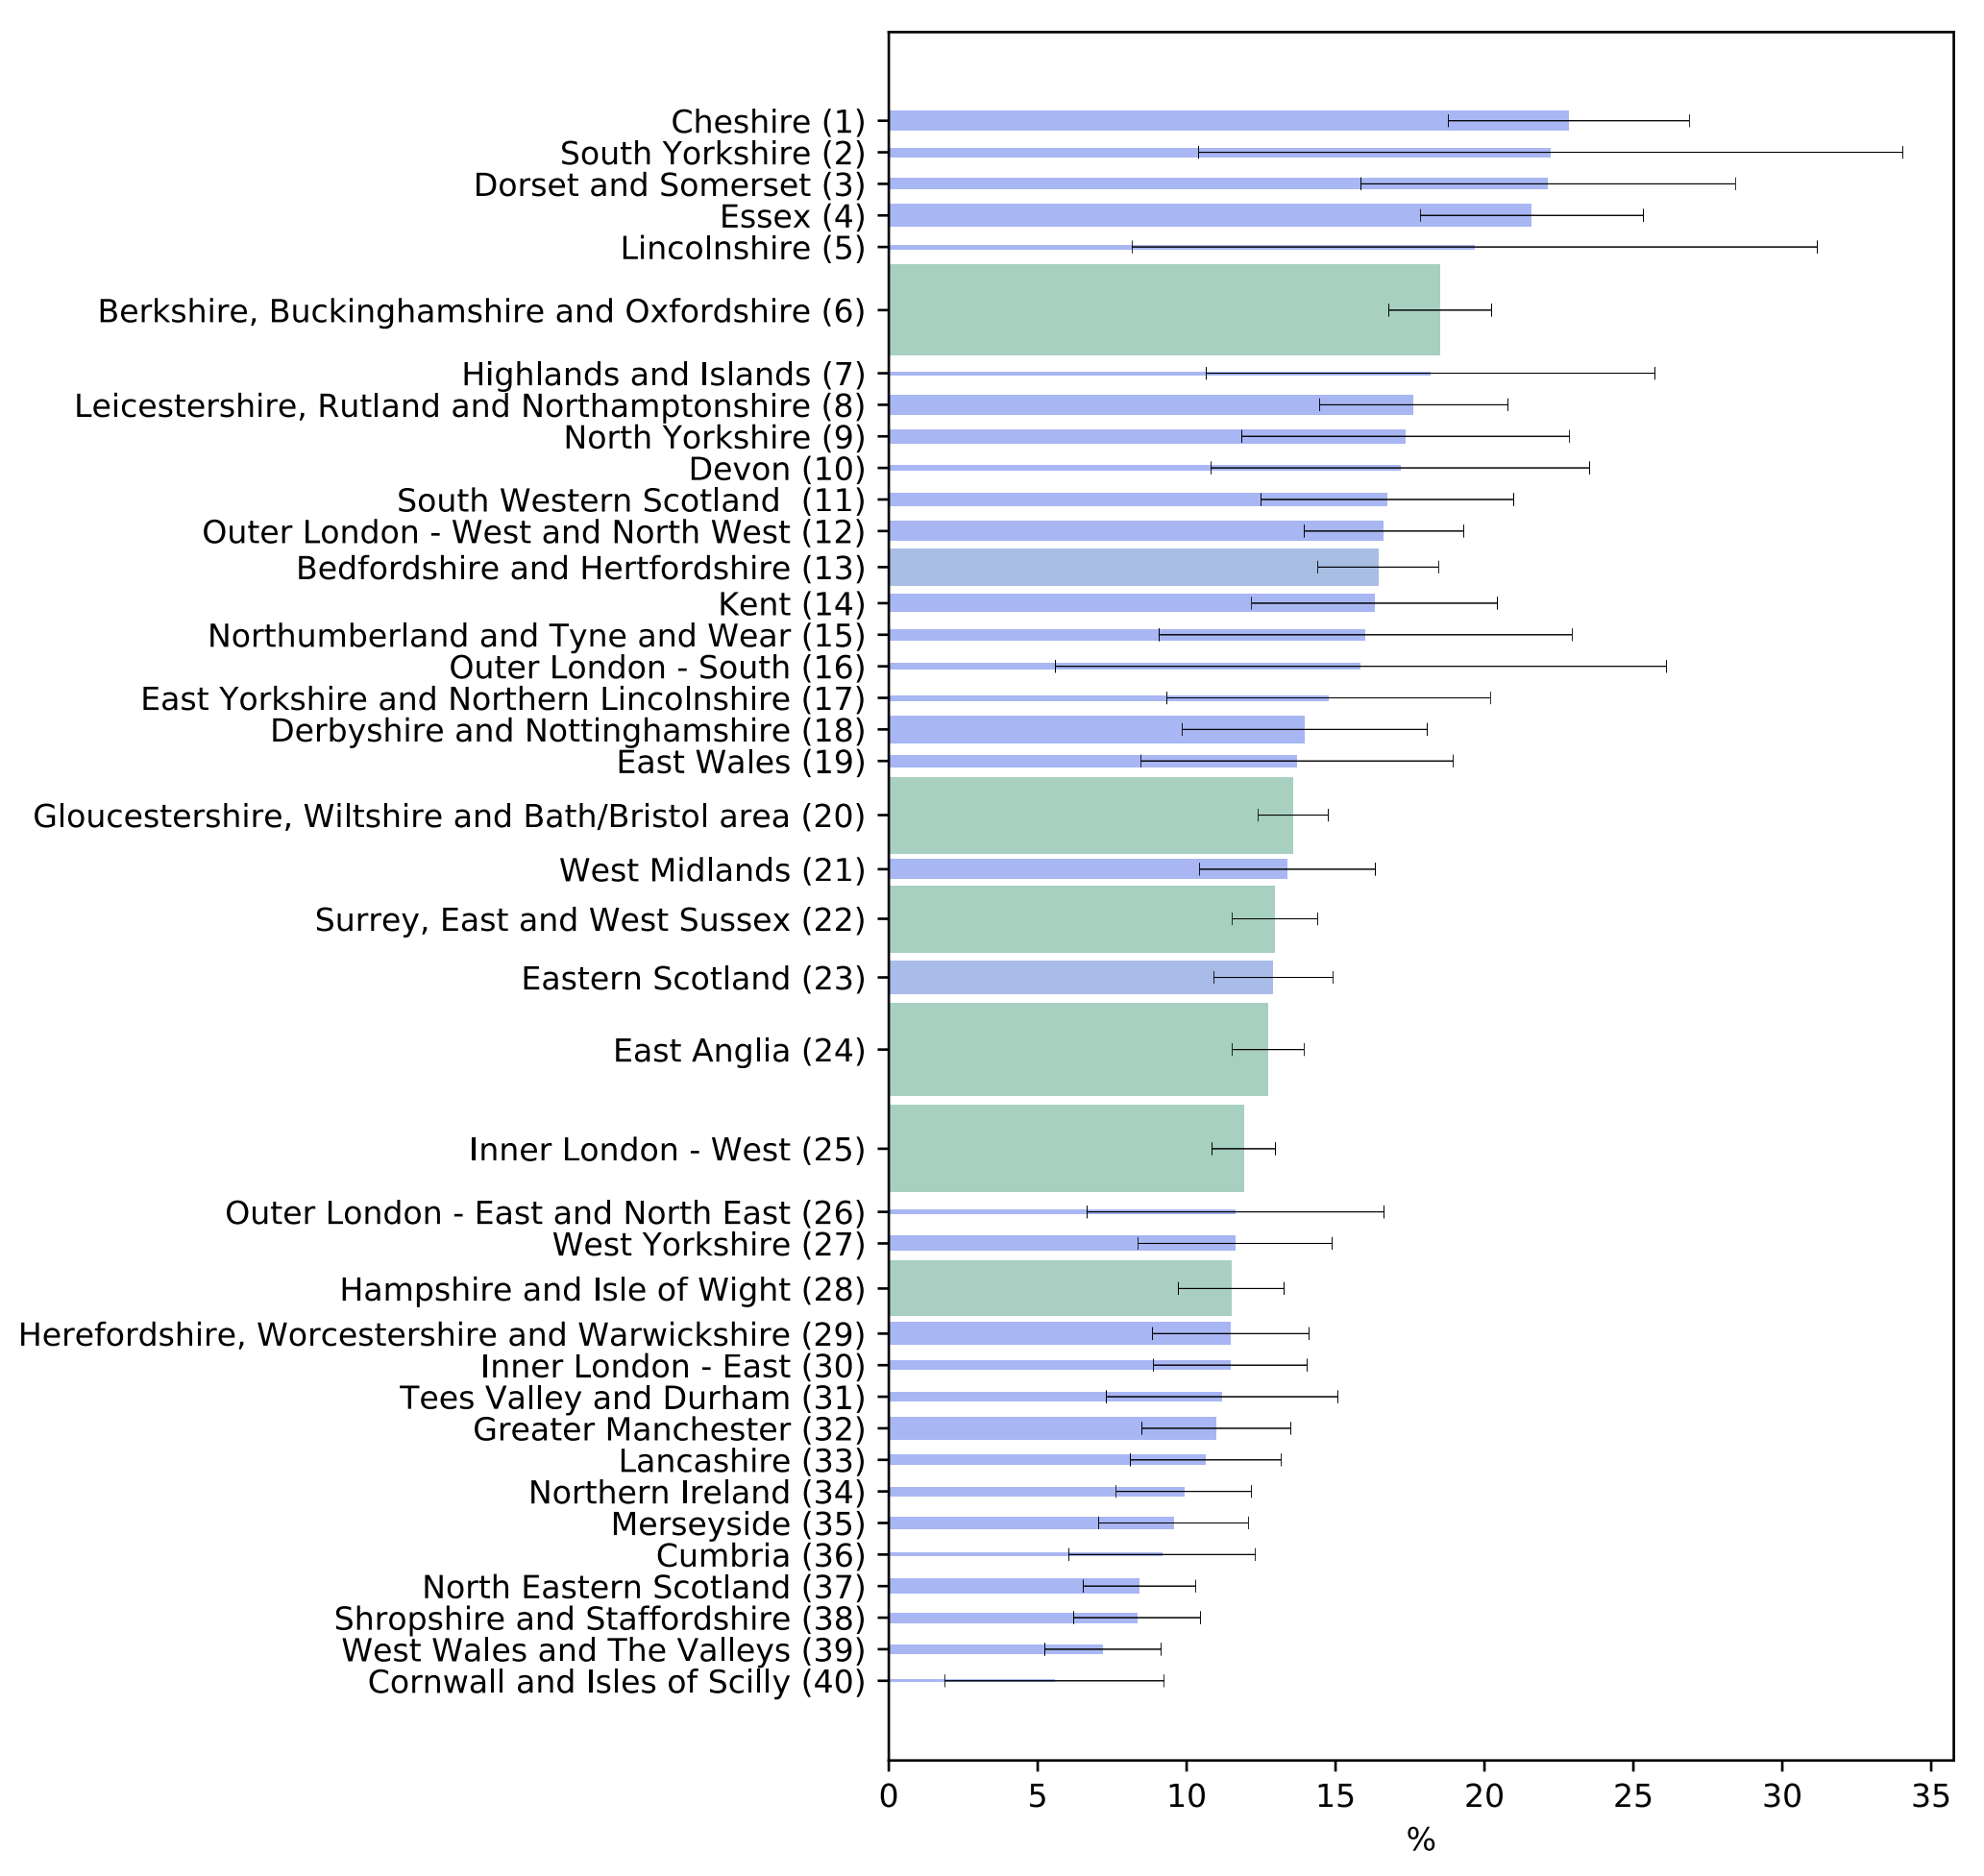 Cheshire (1)
South Yorkshire (2)
Dorset and Somerset (3)
Essex (4)
Lincolnshire (5)
Berkshire, Buckinghamshire and Oxfordshire (6)
Highlands and Islands (7)
Leicestershire, Rutland and Northamptonshire (8)
North Yorkshire (9)
Devon (10)
South Western Scotland  (11)
Outer London - West and North West (12)
Bedfordshire and Hertfordshire (13)
Kent (14)
Northumberland and Tyne and Wear (15)
Outer London - South (16)
East Yorkshire and Northern Lincolnshire (17)
Derbyshire and Nottinghamshire (18)
East Wales (19)
Gloucestershire, Wiltshire and Bath/Bristol area (20)
West Midlands (21)
Surrey, East and West Sussex (22)
Eastern Scotland (23)
East Anglia (24)
Inner London - West (25)
Outer London - East and North East (26)
West Yorkshire (27)
Hampshire and Isle of Wight (28)
Herefordshire, Worcestershire and Warwickshire (29)
Inner London - East (30)
Tees Valley and Durham (31)
Greater Manchester (32)
Lancashire (33)
Northern Ireland (34)
Merseyside (35)
Cumbria (36)
North Eastern Scotland (37)
Shropshire and Staffordshire (38)
West Wales and The Valleys (39)
Cornwall and Isles of Scilly (40)
0 5 10 15 20 25 30 35
%